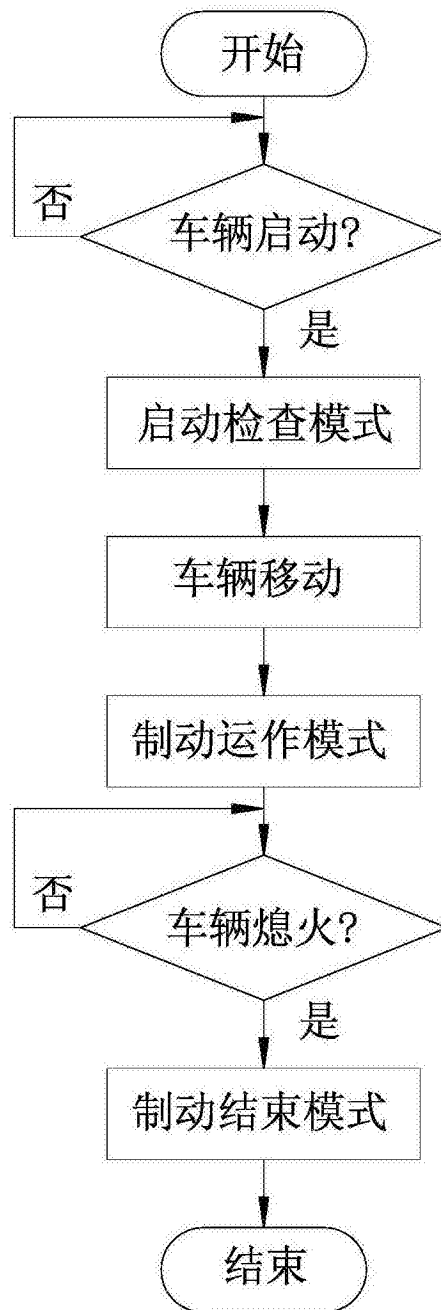 开始
否
车辆启动?
是
启动检查模式
车辆移动
制动运作模式
否
车辆熄火?
是
制动结束模式
结束